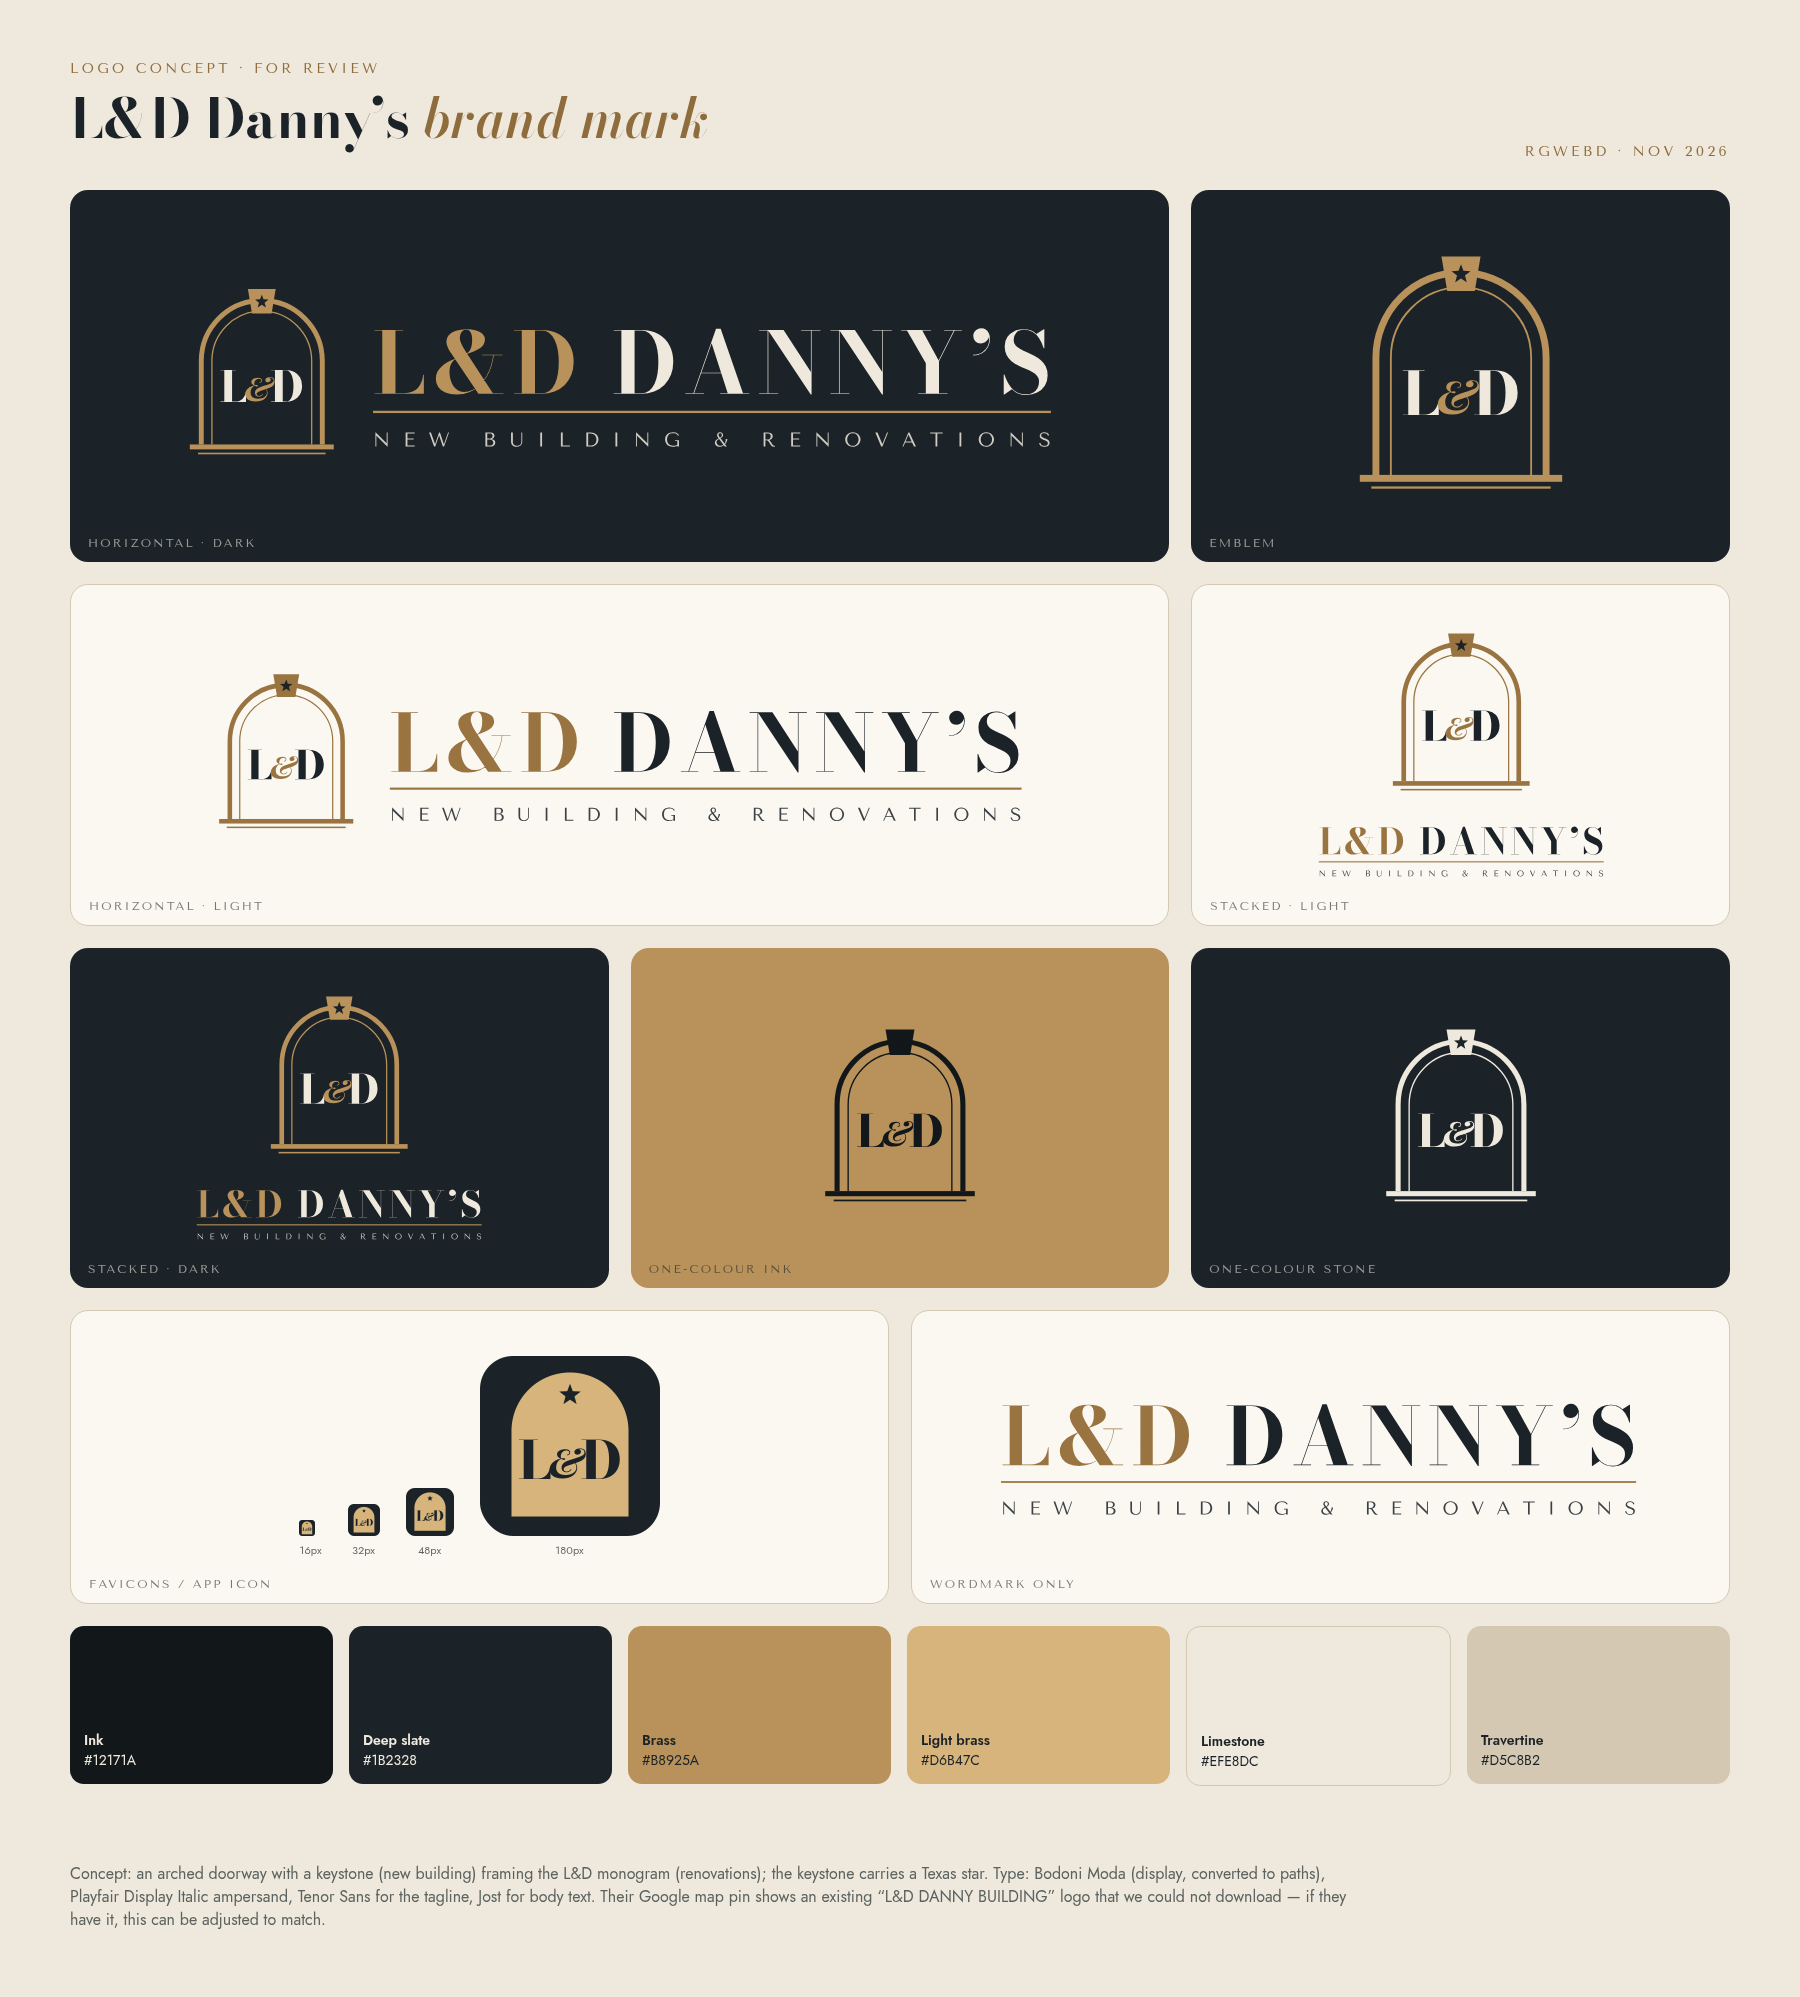 LOGO CONCEPT · FOR REVIEW
L&D Danny’s brand mark
RGWEBD · NOV 2026
L&D
L&D DANNY’S
NEW BUILDING & RENOVATIONS
HORIZONTAL · DARK
L&D
EMBLEM
L&D
L&D DANNY’S
NEW BUILDING & RENOVATIONS
HORIZONTAL · LIGHT
L&D
L&D DANNY’S
NEW BUILDING & RENOVATIONS
STACKED · LIGHT
L&D
L&D DANNY’S
NEW BUILDING & RENOVATIONS
STACKED · DARK
L&D
ONE-COLOUR INK
L&D
ONE-COLOUR STONE
L&D
L&D
L&D
L&D
16px
32px
48px
180px
FAVICONS / APP ICON
L&D DANNY’S
NEW BUILDING & RENOVATIONS
WORDMARK ONLY
Ink
#12171A
Deep slate
#1B2328
Brass
#B8925A
Light brass
#D6B47C
Limestone
#EFE8DC
Travertine
#D5C8B2
Concept: an arched doorway with a keystone (new building) framing the L&D monogram (renovations); the keystone carries a Texas star. Type: Bodoni Moda (display, converted to paths),
Playfair Display Italic ampersand, Tenor Sans for the tagline, Jost for body text. Their Google map pin shows an existing “L&D DANNY BUILDING” logo that we could not download — if they
have it, this can be adjusted to match.